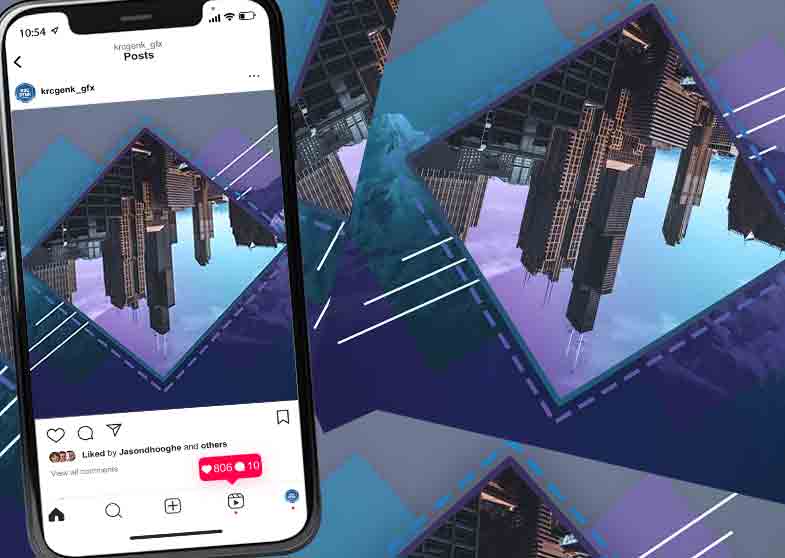 10:54
krcgenk_gfx
Posts
krcgenk_gfx
Liked by Jasondhooghe and others
View all comments
806 10